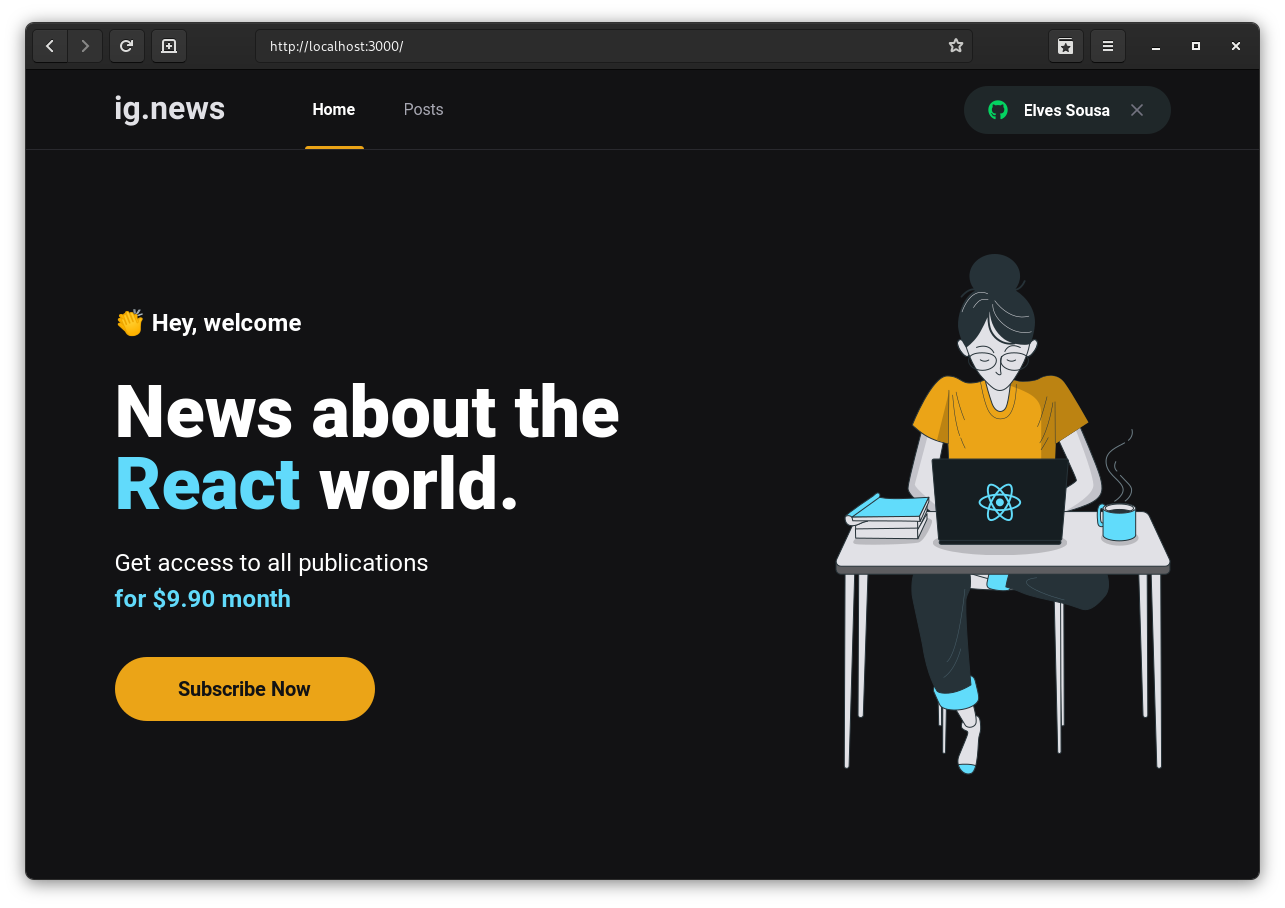 http://localhost:3000/
ig.news
Home
Posts
Elves Sousa
👏 Hey, welcome
News about the
React world.
Get access to all publications
for $9.90 month
Subscribe Now